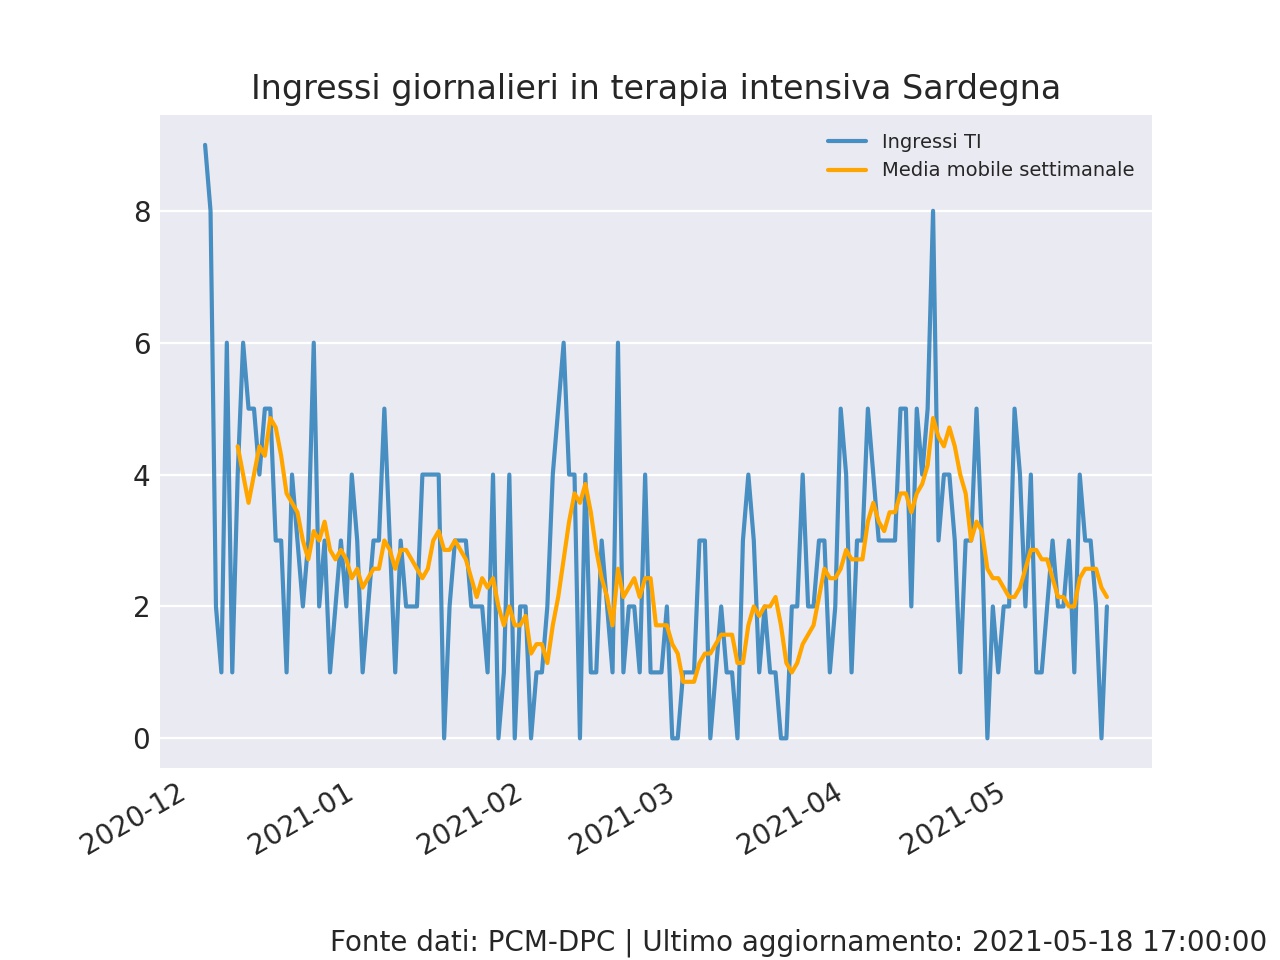 Ingressi giornalieri in terapia intensiva Sardegna
Ingressi TI
Media mobile settimanale
8
6
4
2
0
2020-12
2021-01
2021-02
2021-03
2021-04
2021-05
Fonte dati: PCM-DPC | Ultimo aggiornamento: 2021-05-18 17:00:00